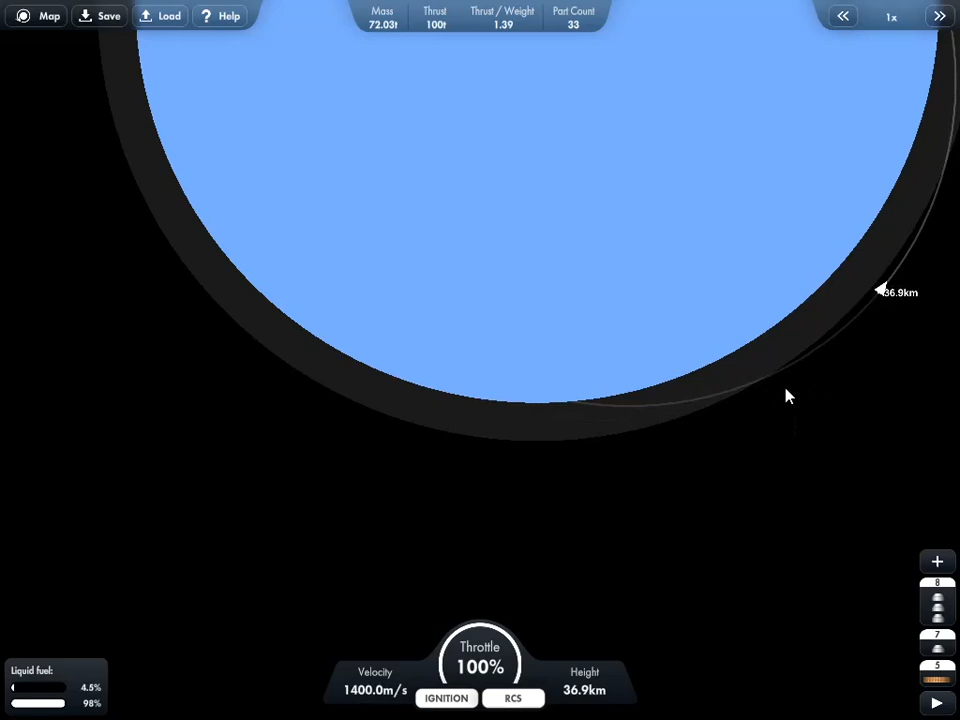 Map
Save
Load
Help
Mass
72.03t
Thrust
100t
Thrust / Weight
1.39
Part Count
33
1x
36.9km
8
7
5
Liquid fuel:
4.5%
98%
Throttle
100%
Velocity
1400.0m/s
Height
36.9km
IGNITION
RCS